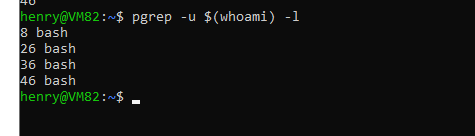 henry@VM82:~$ pgrep -u $(whoami) -l
8 bash
26 bash
36 bash
46 bash
henry@VM82:~$